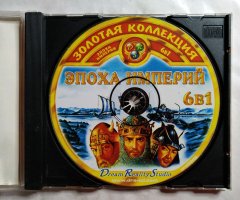 ЗОЛОТАЯ КОЛЛЕКЦИЯ
ЭПОХА ИМПЕРИЙ
6В1
Dream Reality Studio